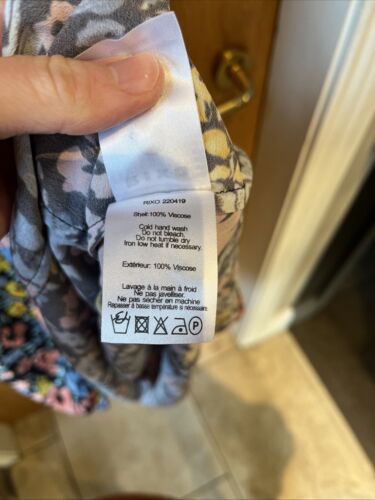 RIXO 220419
Shell:100% Viscose
Cold hand wash
Do not bleach.
Do not tumble dry
Iron low heat if necessary.
Extérieur: 100% Viscose
Lavage à la main à froid
Ne pas javelliser.
Ne pas sécher en machine
Repasser à basse température si nécessaire.
P